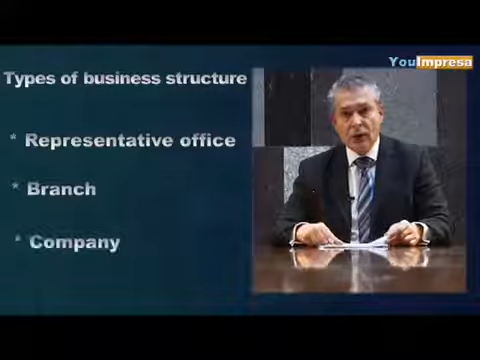 YouImpresa
Types of business structure
* Representative office
* Branch
* Company